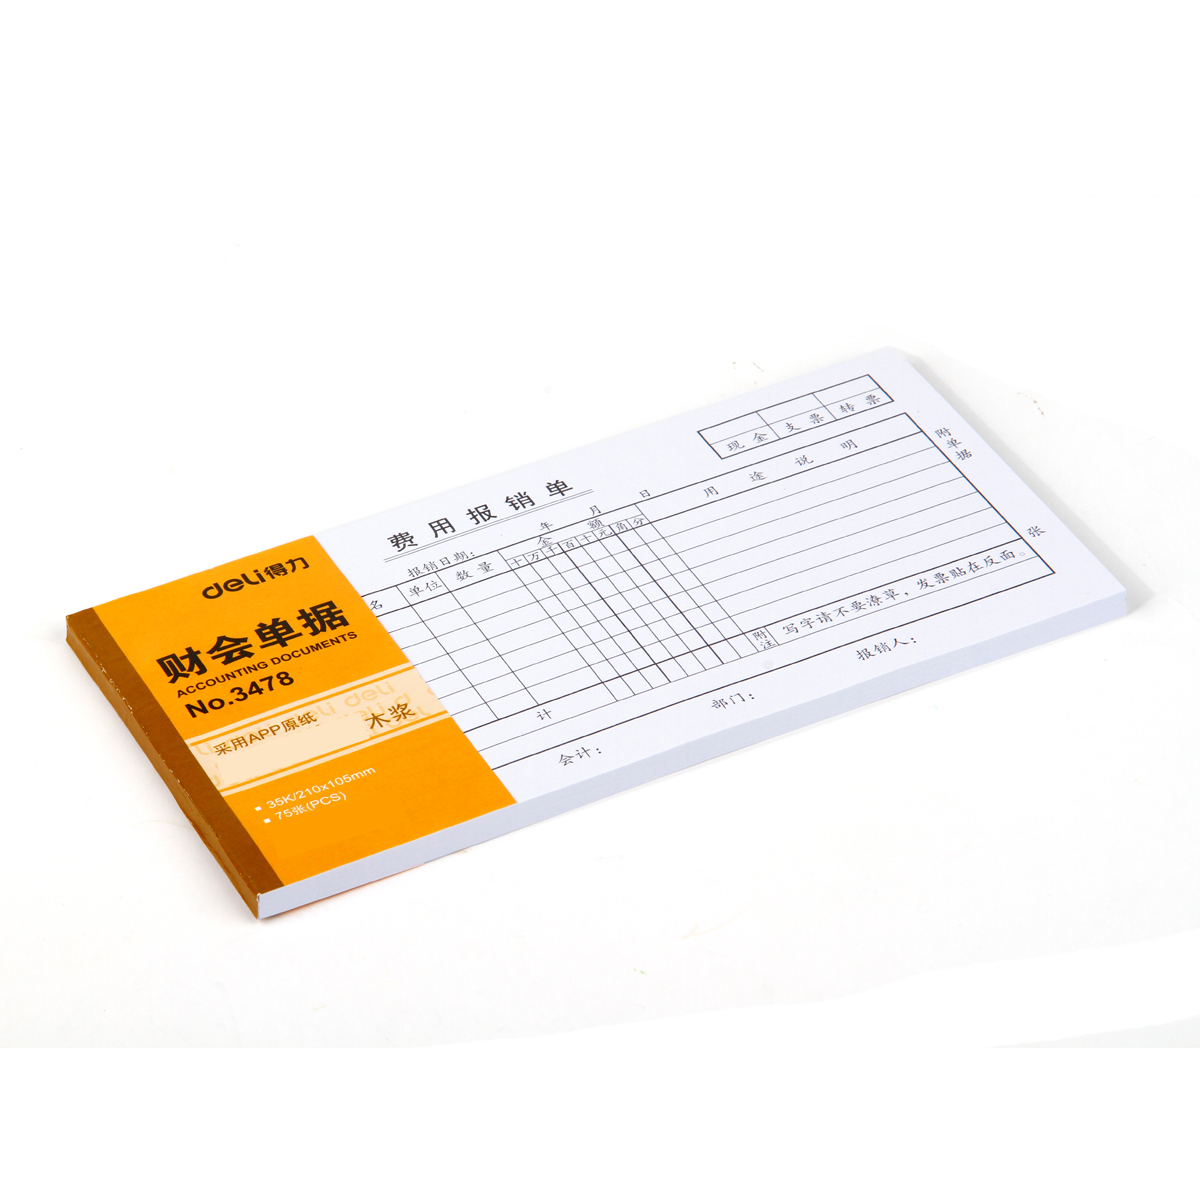 deli得力
财会单据
ACCOUNTING DOCUMENTS
No.3478
采用APP原纸
木浆
35K/210x105mm
75张(PCS)
费用报销单
报销日期: 年 月 日
现金 支票 转票
名 单位 数量 金额 用途说明
十万千百十元角分
附单据 张
计
附注 写字请不要潦草，发票贴在反面。
会计: 部门: 报销人: